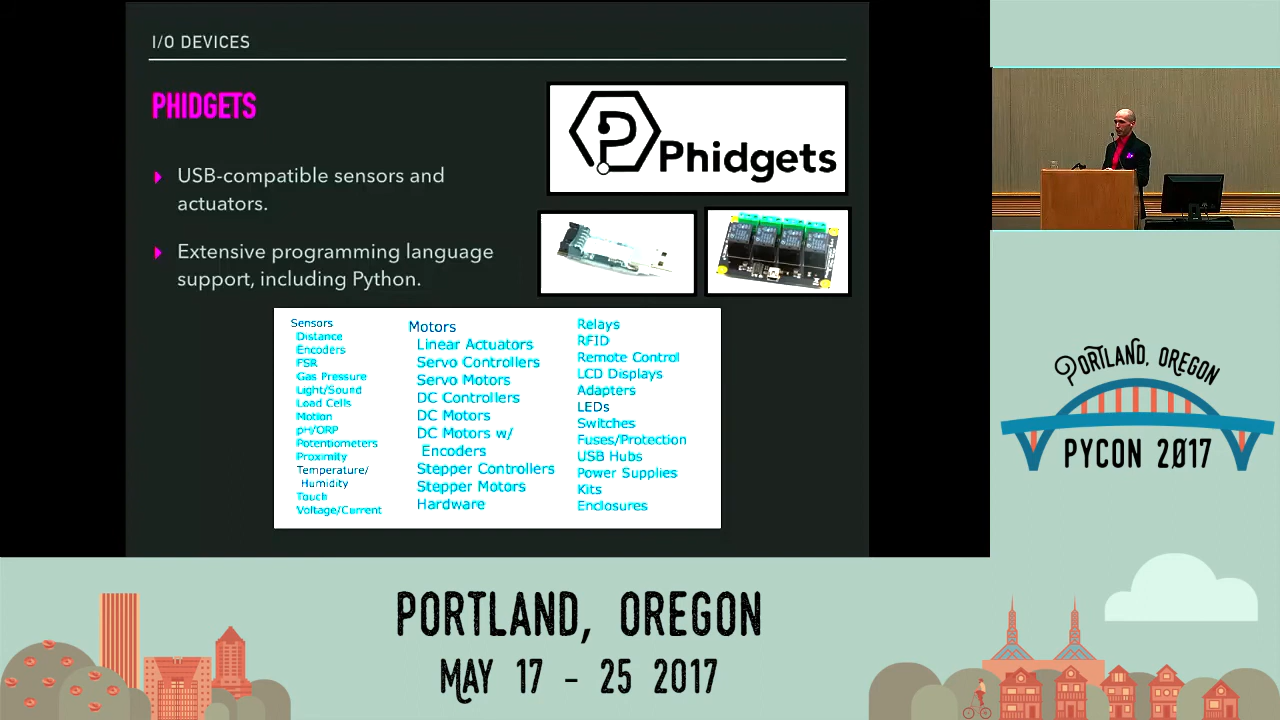 I/O DEVICES
PHIDGETS
USB-compatible sensors and
actuators.
Extensive programming language
support, including Python.
Phidgets
Sensors
Distance
Encoders
FSR
Gas Pressure
Light/Sound
Load Cells
Motion
pH/ORP
Potentiometers
Proximity
Temperature/
Humidity
Touch
Voltage/Current
Motors
Linear Actuators
Servo Controllers
Servo Motors
DC Controllers
DC Motors
DC Motors w/
Encoders
Stepper Controllers
Stepper Motors
Hardware
Relays
RFID
Remote Control
LCD Displays
Adapters
LEDs
Switches
Fuses/Protection
USB Hubs
Power Supplies
Kits
Enclosures
PORTLAND, OREGON
PYCON 2017
PORTLAND, OREGON
MAY 17 - 25 2017